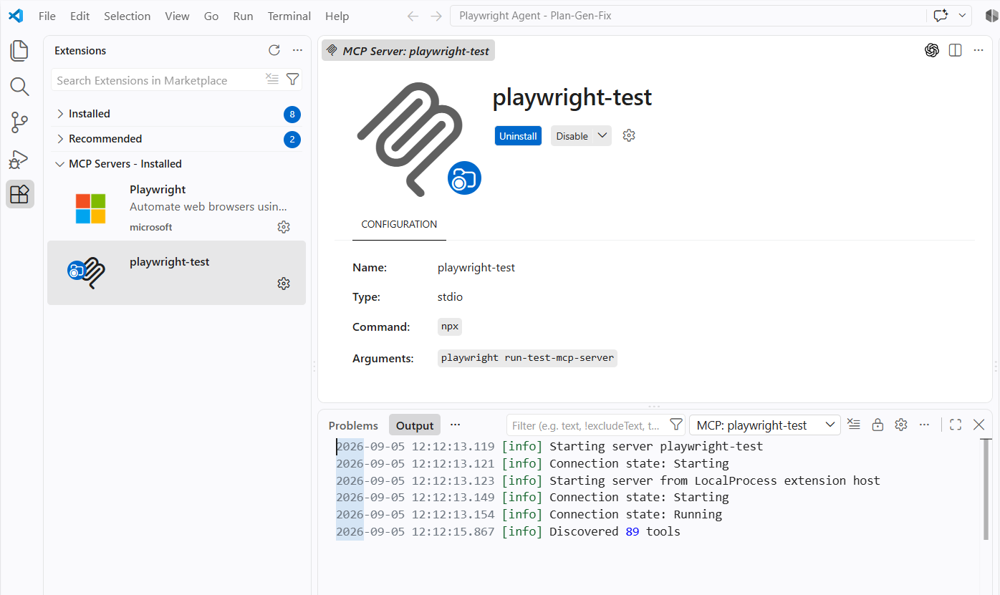 File Edit Selection View Go Run Terminal Help
Playwright Agent - Plan-Gen-Fix
Extensions
Search Extensions in Marketplace
Installed 8
Recommended 2
MCP Servers - Installed
Playwright
Automate web browsers usin...
microsoft
playwright-test
MCP Server: playwright-test
playwright-test
Uninstall Disable
CONFIGURATION
Name: playwright-test
Type: stdio
Command: npx
Arguments: playwright run-test-mcp-server
Problems Output Filter (e.g. text, !excludeText, t... MCP: playwright-test
2026-09-05 12:12:13.119 [info] Starting server playwright-test
2026-09-05 12:12:13.121 [info] Connection state: Starting
2026-09-05 12:12:13.123 [info] Starting server from LocalProcess extension host
2026-09-05 12:12:13.149 [info] Connection state: Starting
2026-09-05 12:12:13.154 [info] Connection state: Running
2026-09-05 12:12:15.867 [info] Discovered 89 tools